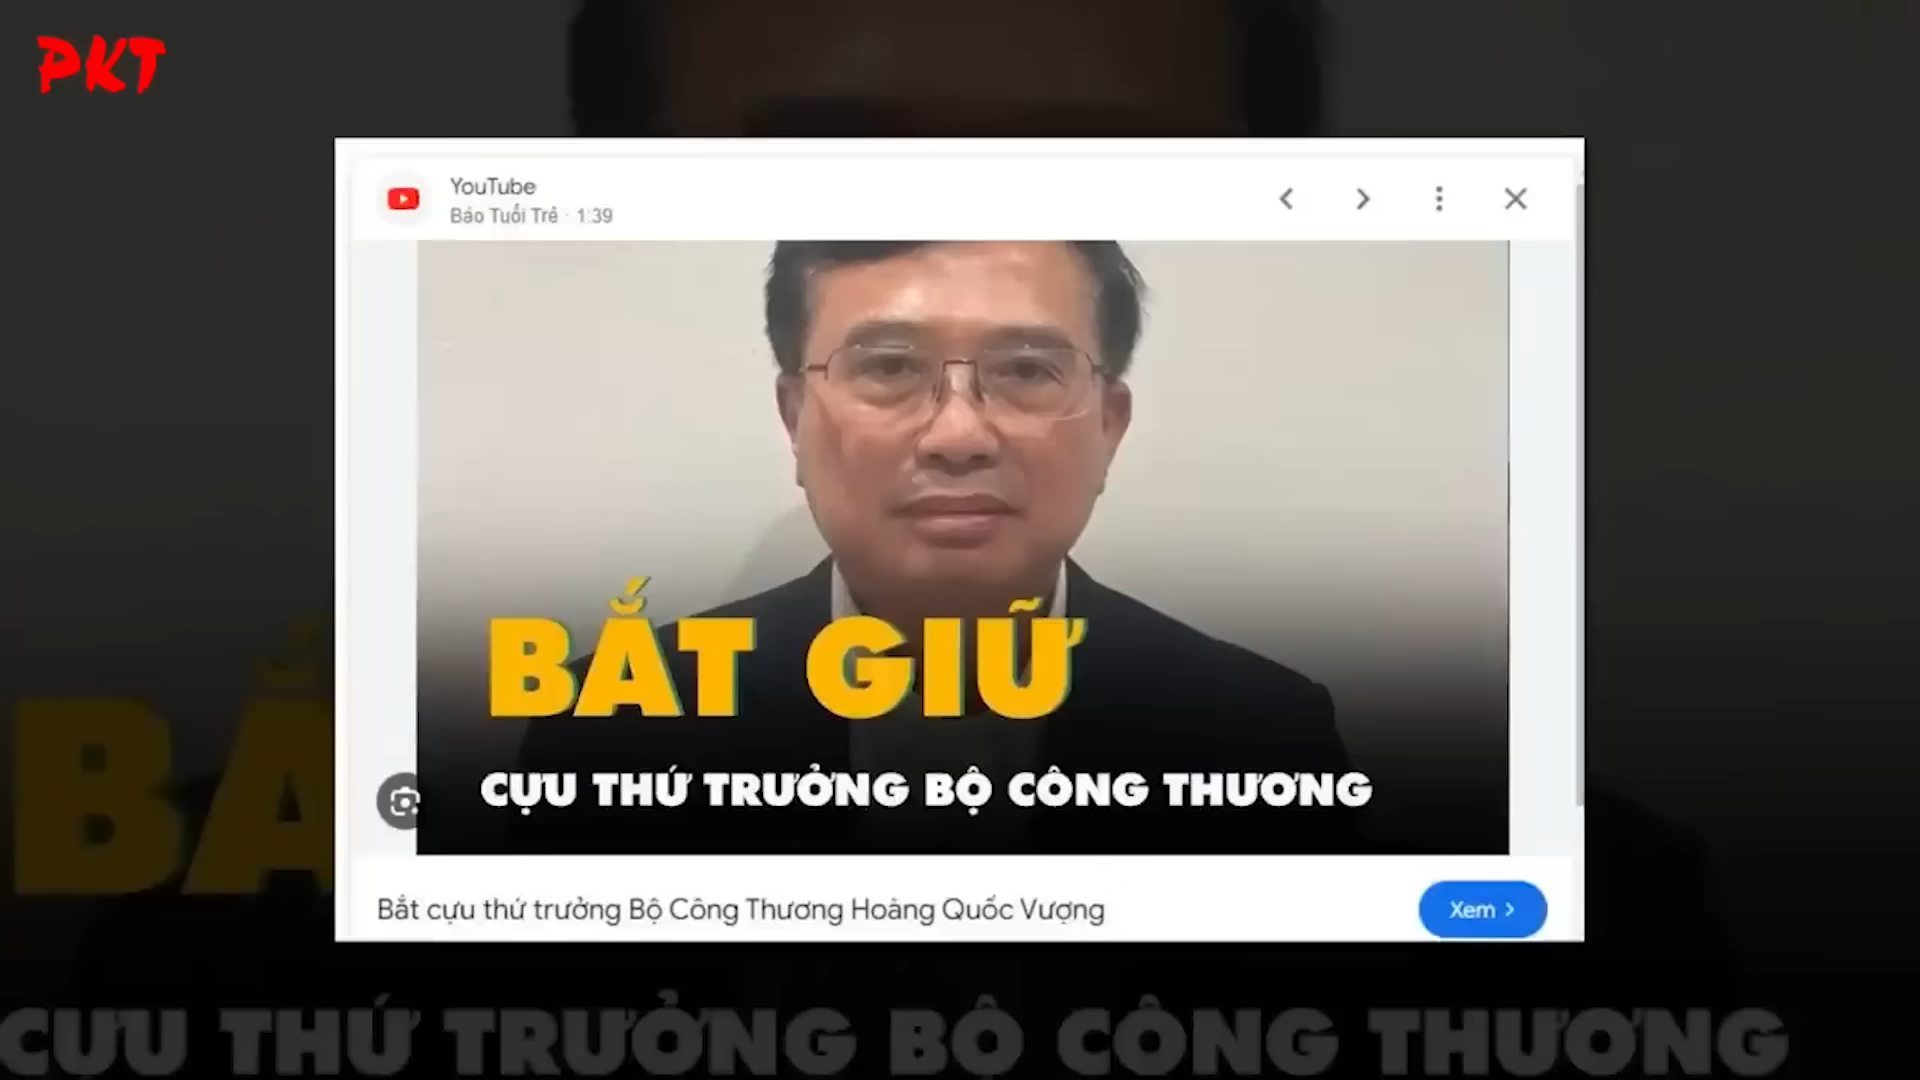 PKT
YouTube
Báo Tuổi Trẻ · 1:39
BẮT GIỮ
CỰU THỨ TRƯỞNG BỘ CÔNG THƯƠNG
Bắt cựu thứ trưởng Bộ Công Thương Hoàng Quốc Vượng
Xem >
BẮ
CỰU THỨ TRƯỞNG BỘ CÔNG THƯƠNG